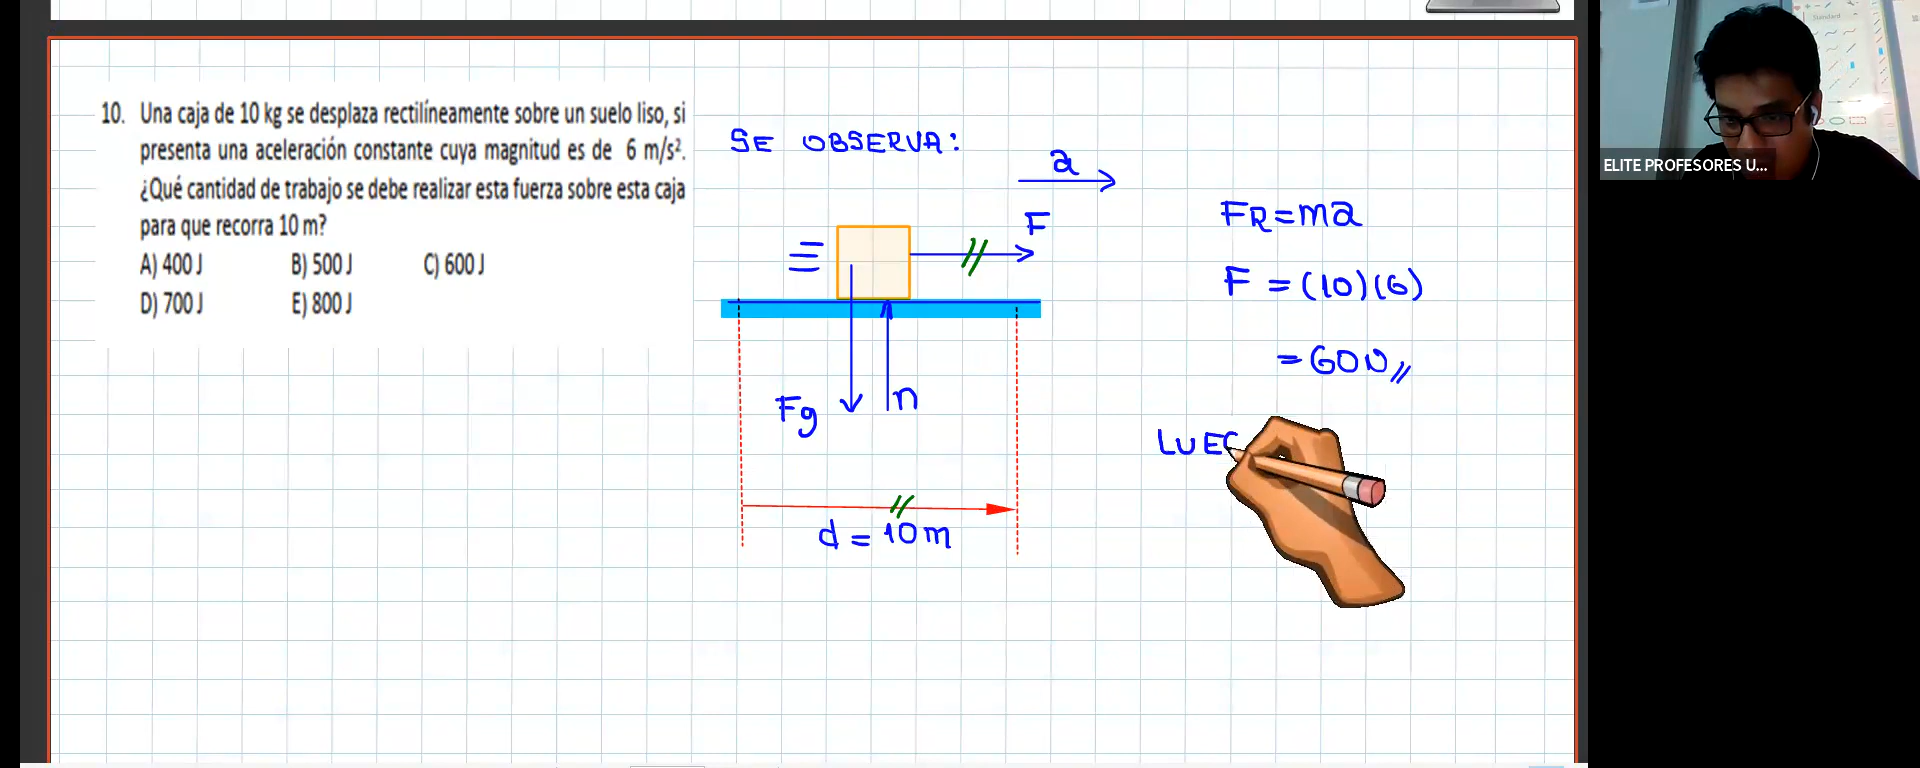 10. Una caja de 10 kg se desplaza rectilíneamente sobre un suelo liso, si
presenta una aceleración constante cuya magnitud es de 6 m/s².
¿Qué cantidad de trabajo se debe realizar esta fuerza sobre esta caja
para que recorra 10 m?
A) 400 J B) 500 J C) 600 J
D) 700 J E) 800 J
SE OBSERVA:
a
F
Fg
n
d = 10m
FR=ma
F = (10)(6)
= 60N//
LUEG
ELITE PROFESORES U...
Standard